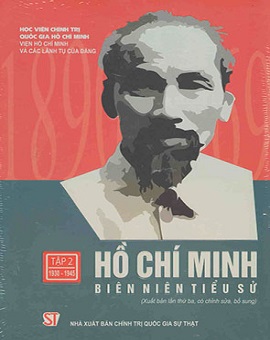 HỌC VIỆN CHÍNH TRỊ
QUỐC GIA HỒ CHÍ MINH
VIỆN HỒ CHÍ MINH
VÀ CÁC LÃNH TỤ CỦA ĐẢNG
TẬP 2
1930 - 1945
HỒ CHÍ MINH
BIÊN NIÊN TIỂU SỬ
(Xuất bản lần thứ ba, có chỉnh sửa, bổ sung)
ST
NHÀ XUẤT BẢN CHÍNH TRỊ QUỐC GIA SỰ THẬT